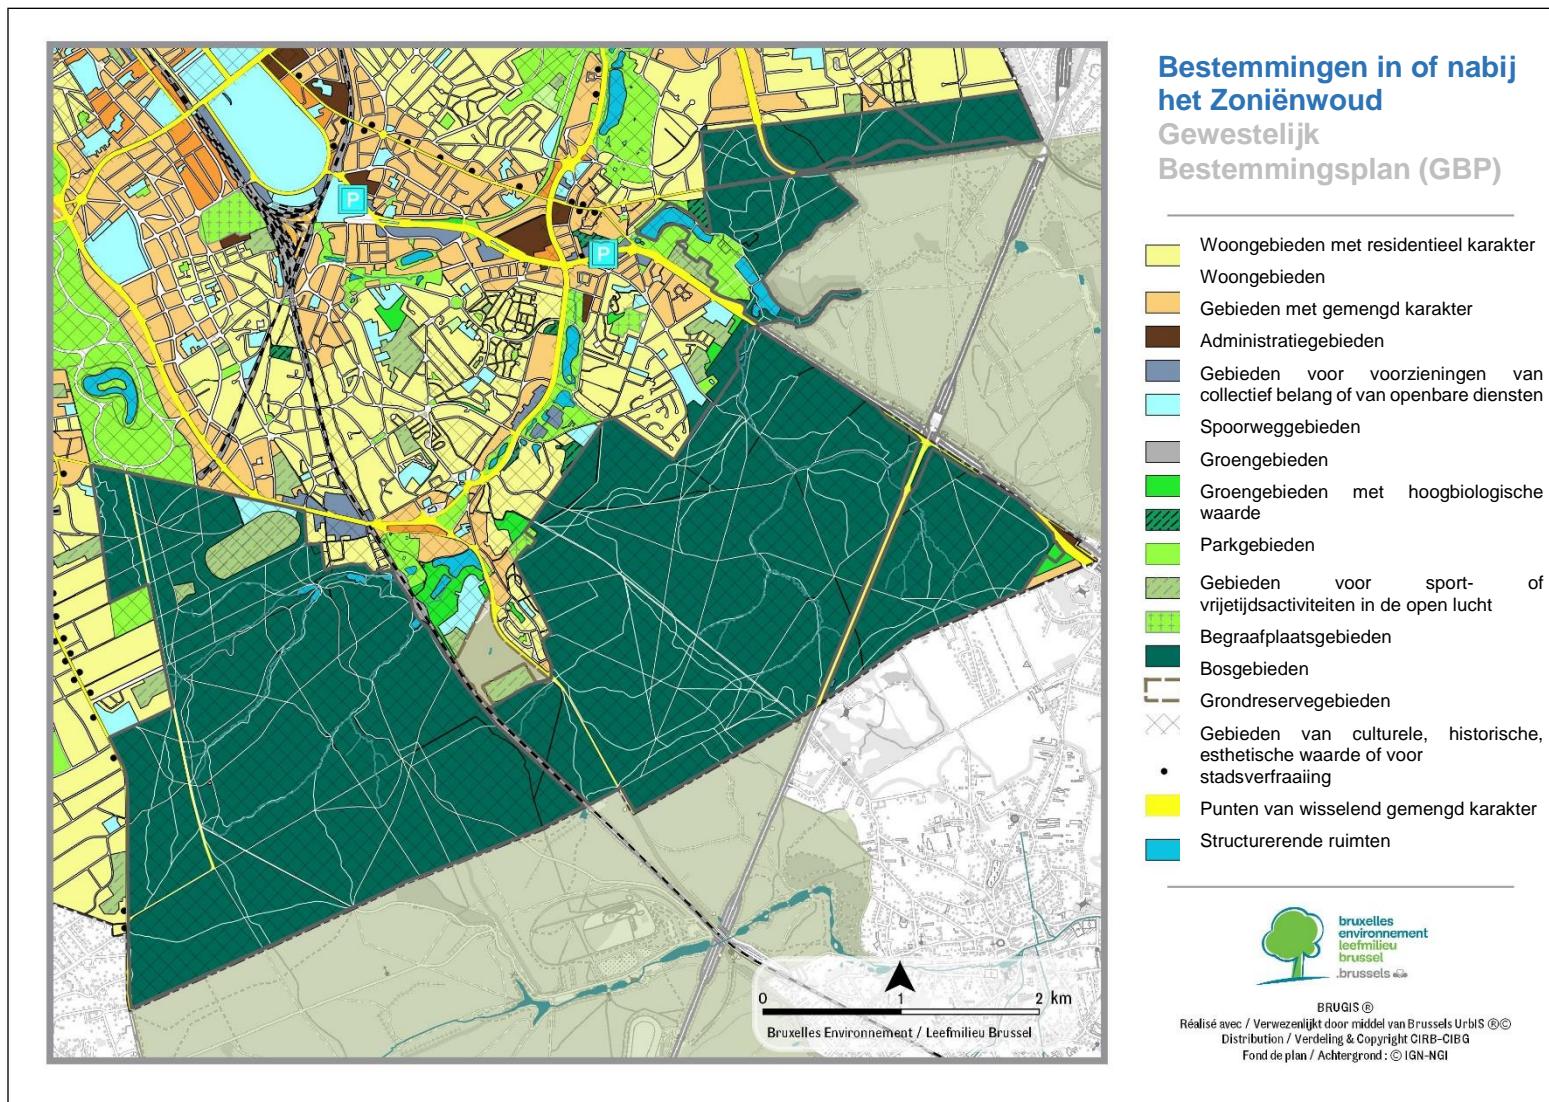 Bestemmingen in of nabij
het Zoniënwoud
Gewestelijk
Bestemmingsplan (GBP)
Woongebieden met residentieel karakter
Woongebieden
Gebieden met gemengd karakter
Administratiegebieden
Gebieden voor voorzieningen van
collectief belang of van openbare diensten
Spoorweggebieden
Groengebieden
Groengebieden met hoogbiologische
waarde
Parkgebieden
Gebieden voor sport- of
vrijetijdsactiviteiten in de open lucht
Begraafplaatsgebieden
Bosgebieden
Grondreservegebieden
Gebieden van culturele, historische,
esthetische waarde of voor
stadsverfraaiing
Punten van wisselend gemengd karakter
Structurerende ruimten
P
P
0 1 2 km
Bruxelles Environnement / Leefmilieu Brussel
bruxelles
environnement
leefmilieu
brussel
.brussels
BRUGIS ®
Réalisé avec / Verwezenlijkt door middel van Brussels UrbIS ®©
Distribution / Verdeling & Copyright CIRB-CIBG
Fond de plan / Achtergrond : © IGN-NGI